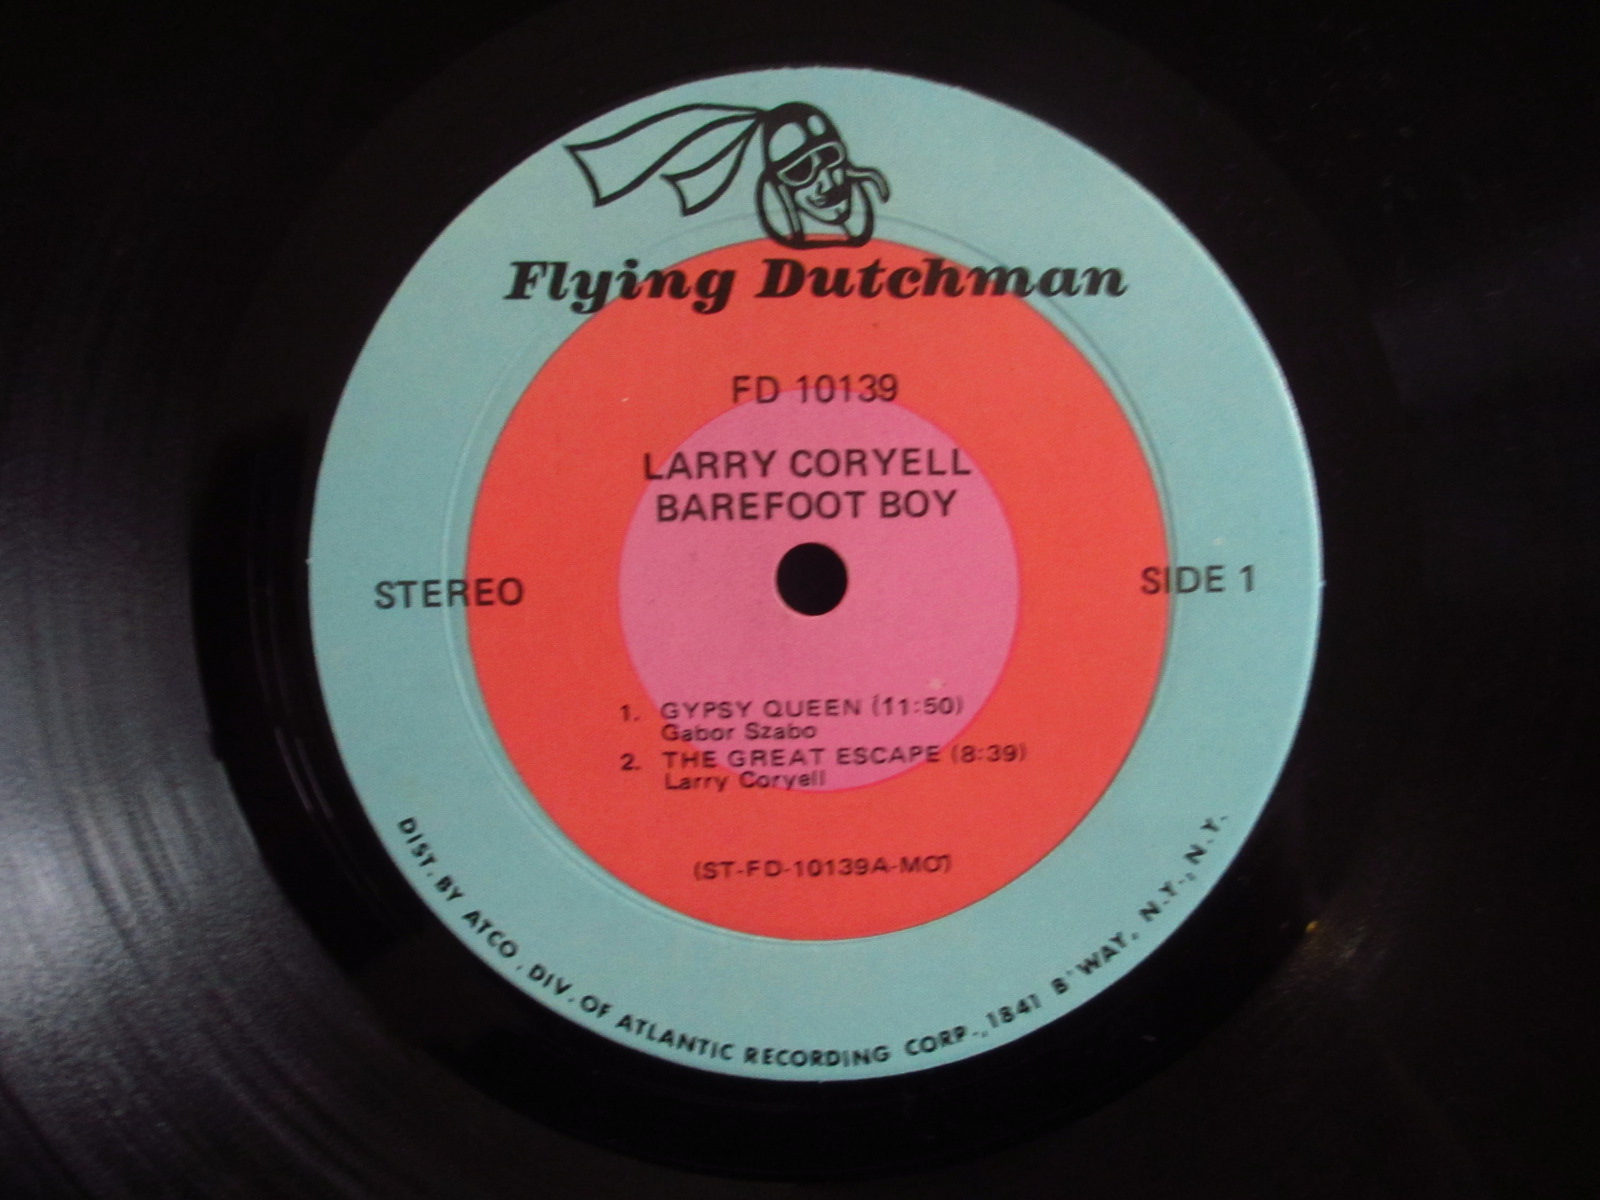 Flying Dutchman
FD 10139
LARRY CORYELL
BAREFOOT BOY
STEREO
SIDE 1
1. GYPSY QUEEN (11:50)
Gabor Szabo
2. THE GREAT ESCAPE (8:39)
Larry Coryell
(ST-FD-10139A-MO)
DIST. BY ATCO, DIV. OF ATLANTIC RECORDING CORP., 1841 B'WAY, N.Y., N.Y.